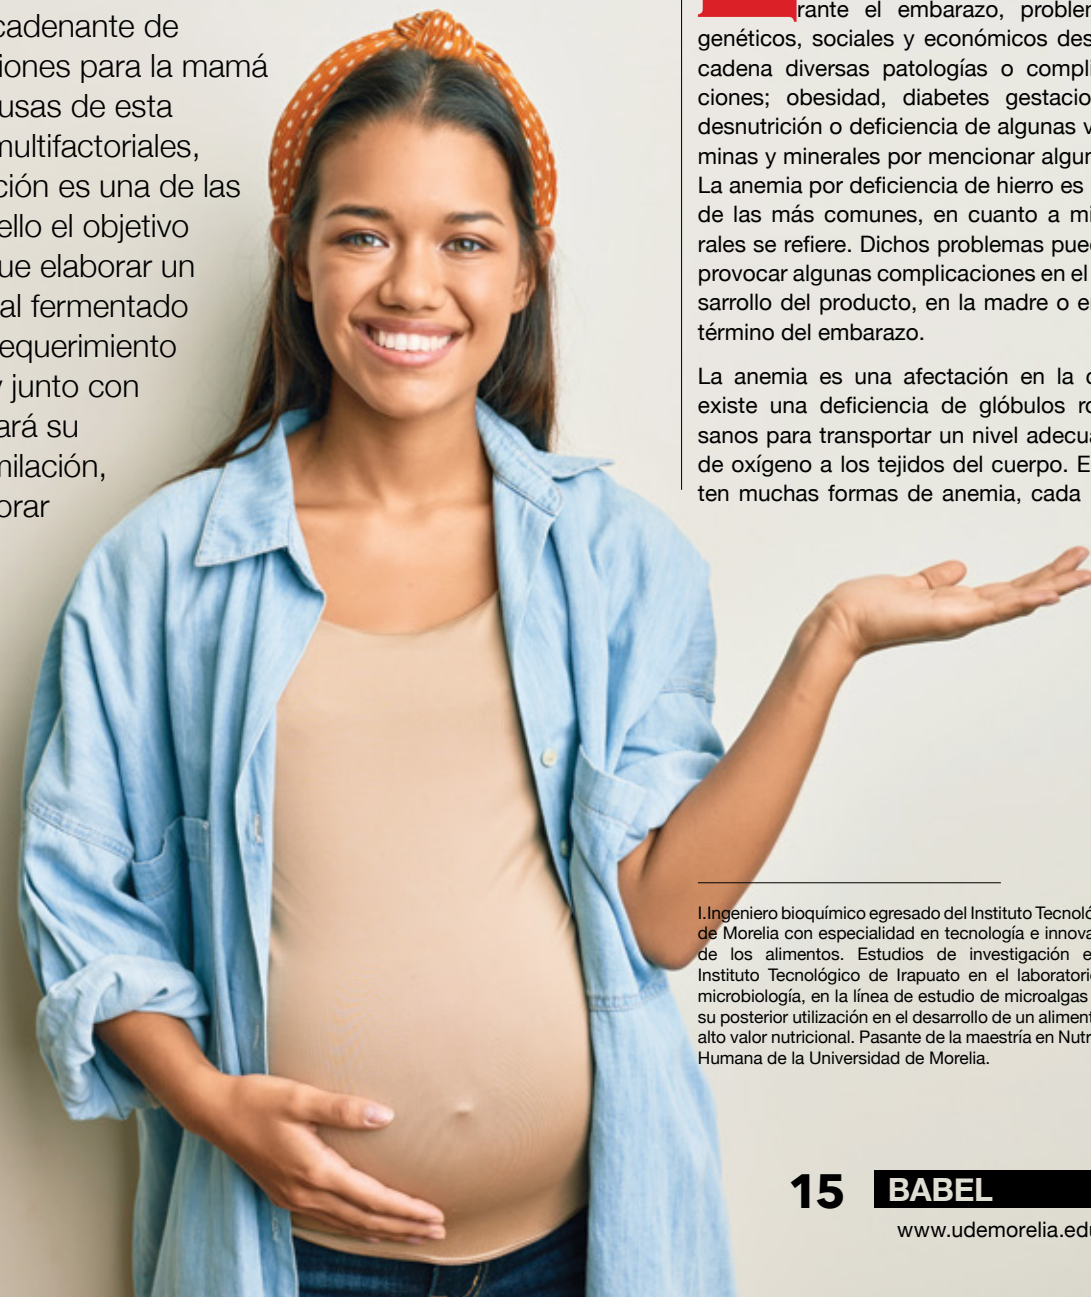 cadenante de
iones para la mamá
usas de esta
multifactoriales,
ción es una de las
ello el objetivo
ue elaborar un
al fermentado
equerimiento
y junto con
ará su
milación,
orar
rante el embarazo, problem
genéticos, sociales y económicos des
cadena diversas patologías o compli
ciones; obesidad, diabetes gestacio
desnutrición o deficiencia de algunas v
minas y minerales por mencionar algun
La anemia por deficiencia de hierro es
de las más comunes, en cuanto a mi
rales se refiere. Dichos problemas pue
provocar algunas complicaciones en el
sarrollo del producto, en la madre o e
término del embarazo.
La anemia es una afectación en la c
existe una deficiencia de glóbulos ro
sanos para transportar un nivel adecua
de oxígeno a los tejidos del cuerpo. E
ten muchas formas de anemia, cada
I.Ingeniero bioquímico egresado del Instituto Tecnoló
de Morelia con especialidad en tecnología e innova
de los alimentos. Estudios de investigación e
Instituto Tecnológico de Irapuato en el laboratori
microbiología, en la línea de estudio de microalgas
su posterior utilización en el desarrollo de un aliment
alto valor nutricional. Pasante de la maestría en Nutr
Humana de la Universidad de Morelia.
15 BABEL
www.udemorelia.edu